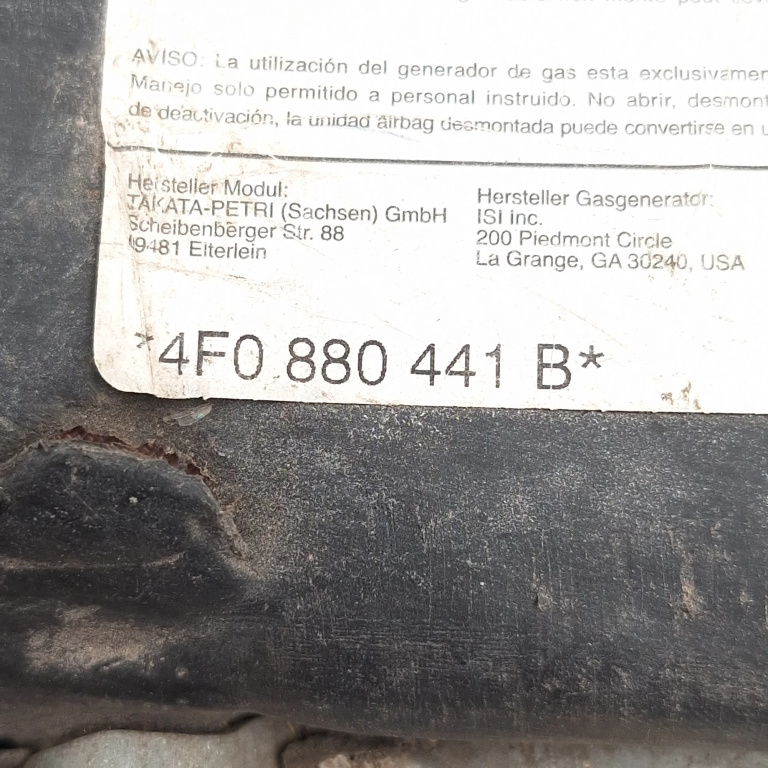 AVISO: La utilización del generador de gas esta
Manejo solo permitido a personal instruido. No abrir,
de deactivación, la unidad airbag desmontada puede convertirse en
Hersteller Modul:
TAKATA-PETRI (Sachsen) GmbH
Scheibenberger Str. 88
09481 Elterlein
Hersteller Gasgenerator:
ISI inc.
200 Piedmont Circle
La Grange, GA 30240, USA
*4F0 880 441 B*